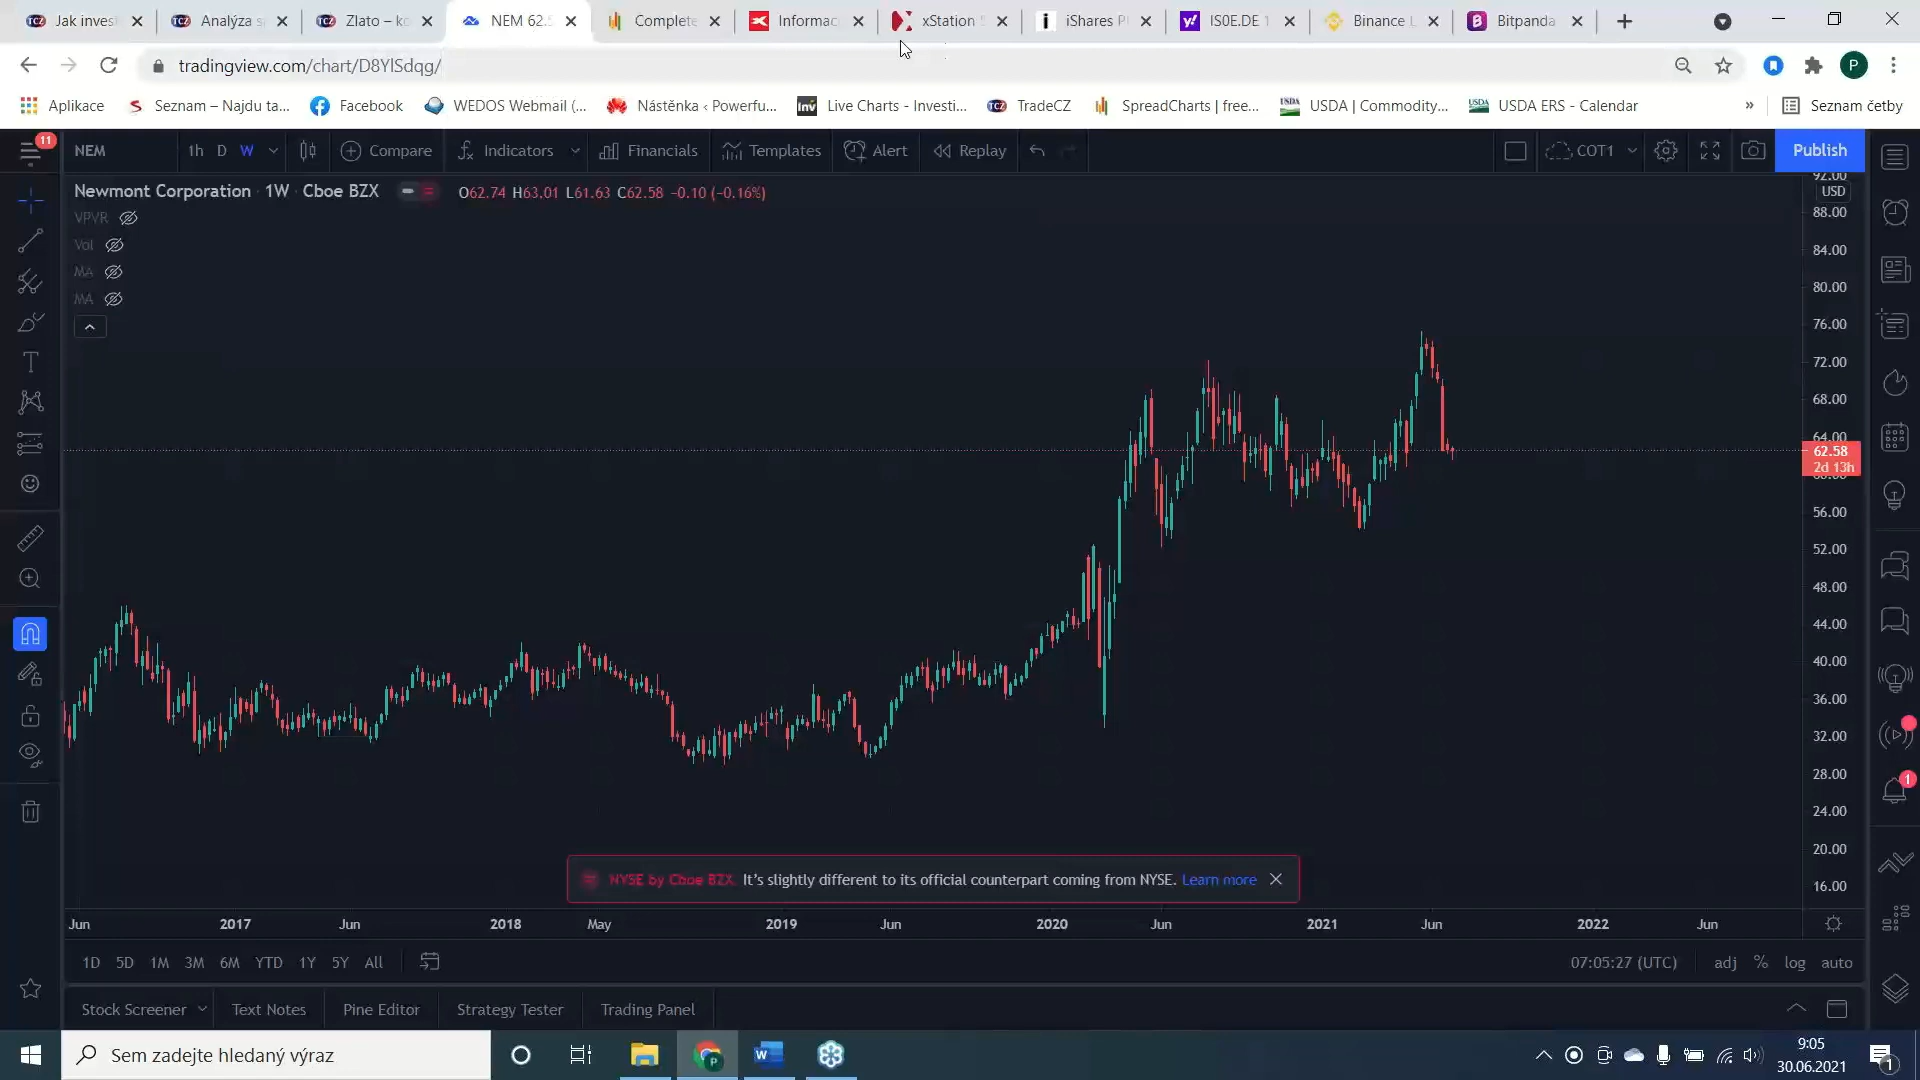 Jak invest
Analýza s
Zlato – ko
NEM 62.5
Complete
Informac
xStation 5
iShares P
IS0E.DE 1
Binance L
Bitpanda
tradingview.com/chart/D8YlSdqg/
P
Aplikace
Seznam – Najdu ta...
Facebook
WEDOS Webmail (...
Nástěnka ‹ Powerfu...
Live Charts - Investi...
TradeCZ
SpreadCharts | free...
USDA | Commodity...
USDA ERS - Calendar
»
Seznam četby
11
NEM
1h D W
Compare
Indicators
Financials
Templates
Alert
Replay
COT1
Publish
Newmont Corporation · 1W · Cboe BZX
O62.74 H63.01 L61.63 C62.58 −0.10 (−0.16%)
VPVR
Vol
MA
MA
92.00
USD
88.00
84.00
80.00
76.00
72.00
68.00
64.00
62.58
2d 13h
60.00
56.00
52.00
48.00
44.00
40.00
36.00
32.00
28.00
24.00
20.00
16.00
1
NYSE by Cboe BZX. It's slightly different to its official counterpart coming from NYSE. Learn more
Jun 2017 Jun 2018 May 2019 Jun 2020 Jun 2021 Jun 2022 Jun
1D 5D 1M 3M 6M YTD 1Y 5Y All
07:05:27 (UTC) adj % log auto
Stock Screener Text Notes Pine Editor Strategy Tester Trading Panel
Sem zadejte hledaný výraz
9:05
30.06.2021
1